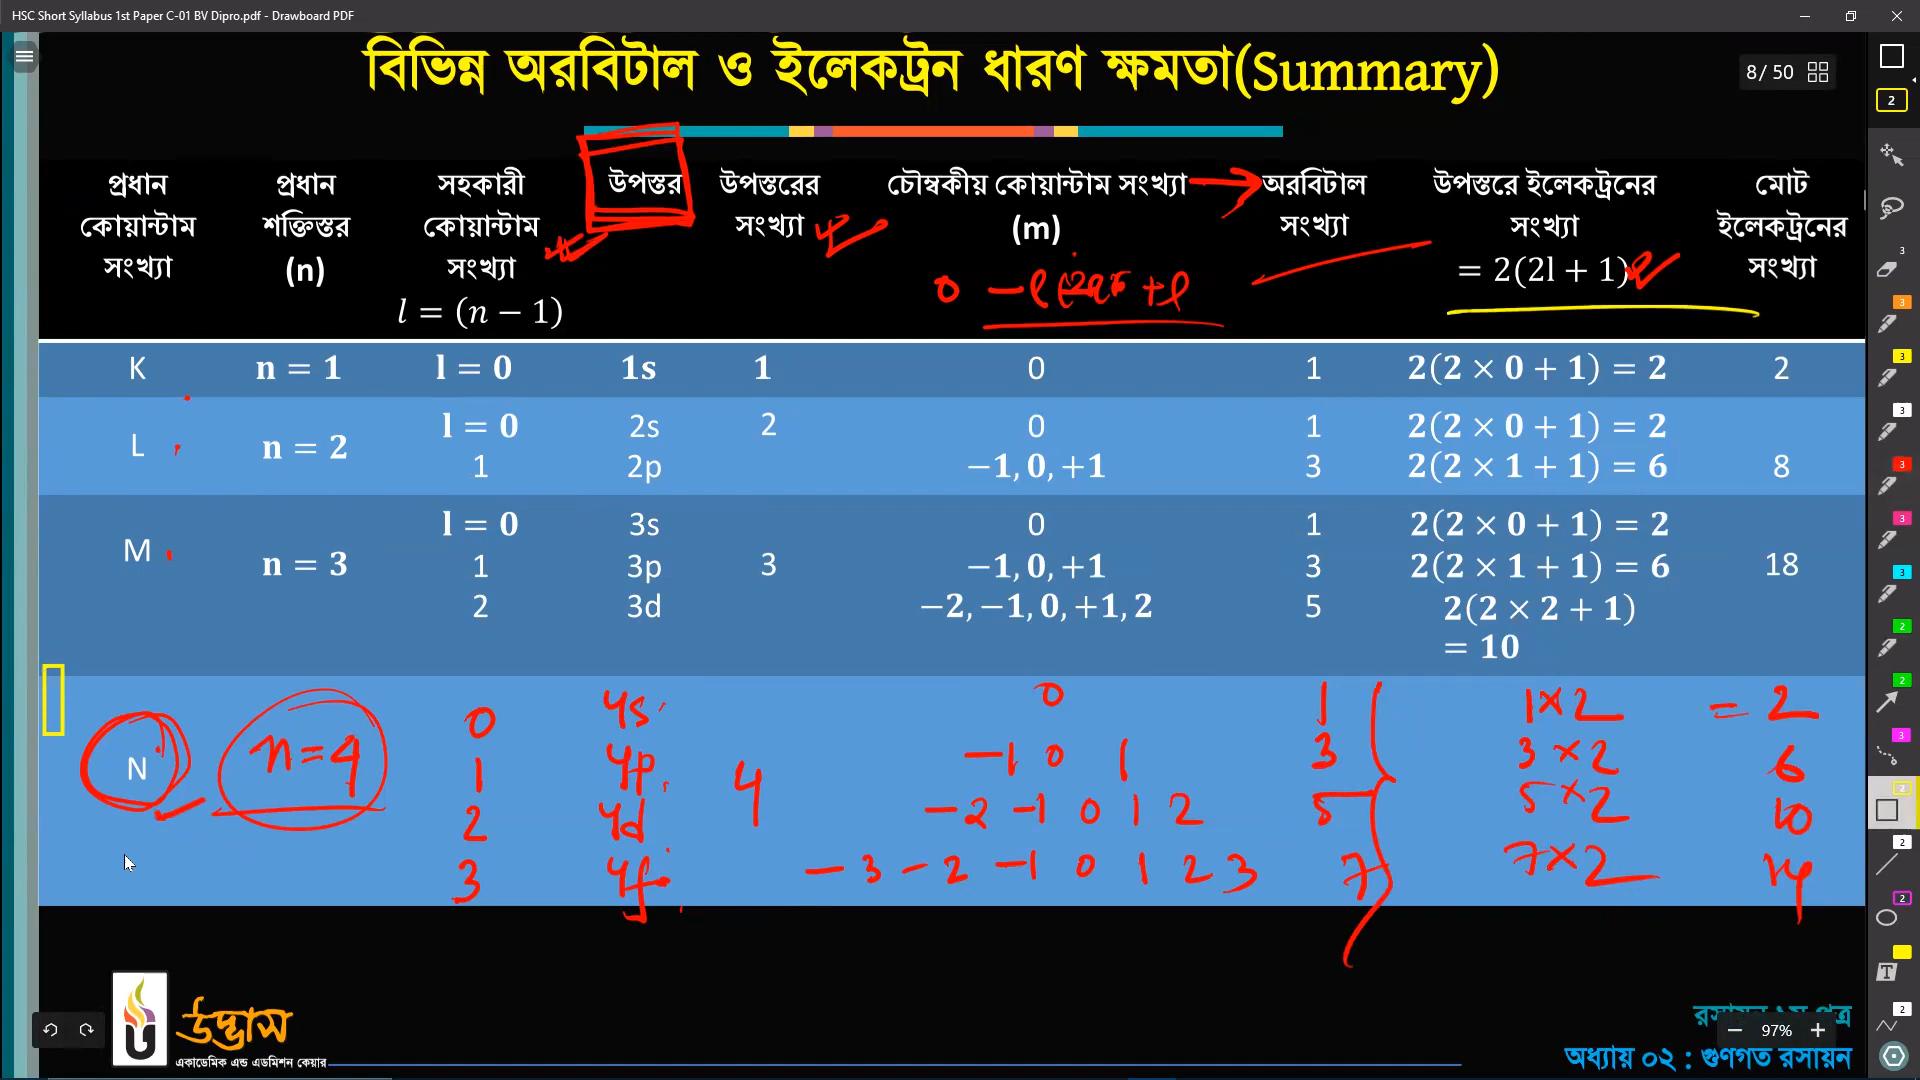 HSC Short Syllabus 1st Paper C-01 BV Dipro.pdf - Drawboard PDF
বিভিন্ন অরবিটাল ও ইলেকট্রন ধারণ ক্ষমতা(Summary)
8/ 50
প্রধান কোয়ান্টাম সংখ্যা
প্রধান শক্তিস্তর (n)
সহকারী কোয়ান্টাম সংখ্যা l = (n − 1)
উপস্তর
উপস্তরের সংখ্যা
চৌম্বকীয় কোয়ান্টাম সংখ্যা (m)
0 − l +l
অরবিটাল সংখ্যা
উপস্তরে ইলেকট্রনের সংখ্যা = 2(2l + 1)
মোট ইলেকট্রনের সংখ্যা
K n = 1 l = 0 1s 1 0 1 2(2 × 0 + 1) = 2 2
L n = 2 l = 0 2s 2 0 1 2(2 × 0 + 1) = 2
1 2p −1, 0, +1 3 2(2 × 1 + 1) = 6 8
M n = 3 l = 0 3s 0 1 2(2 × 0 + 1) = 2
1 3p 3 −1, 0, +1 3 2(2 × 1 + 1) = 6 18
2 3d −2, −1, 0, +1, 2 5 2(2 × 2 + 1)
= 10
N n=4 0 4s 0 1 1×2 = 2
1 4p 4 −1 0 1 3 3×2 6
2 4d −2 −1 0 1 2 5 5×2 10
3 4f −3 −2 −1 0 1 2 3 7 7×2 14
উদ্ভাস
একাডেমিক এন্ড এডমিশন কেয়ার
97%
অধ্যায় ০২ : গুণগত রসায়ন